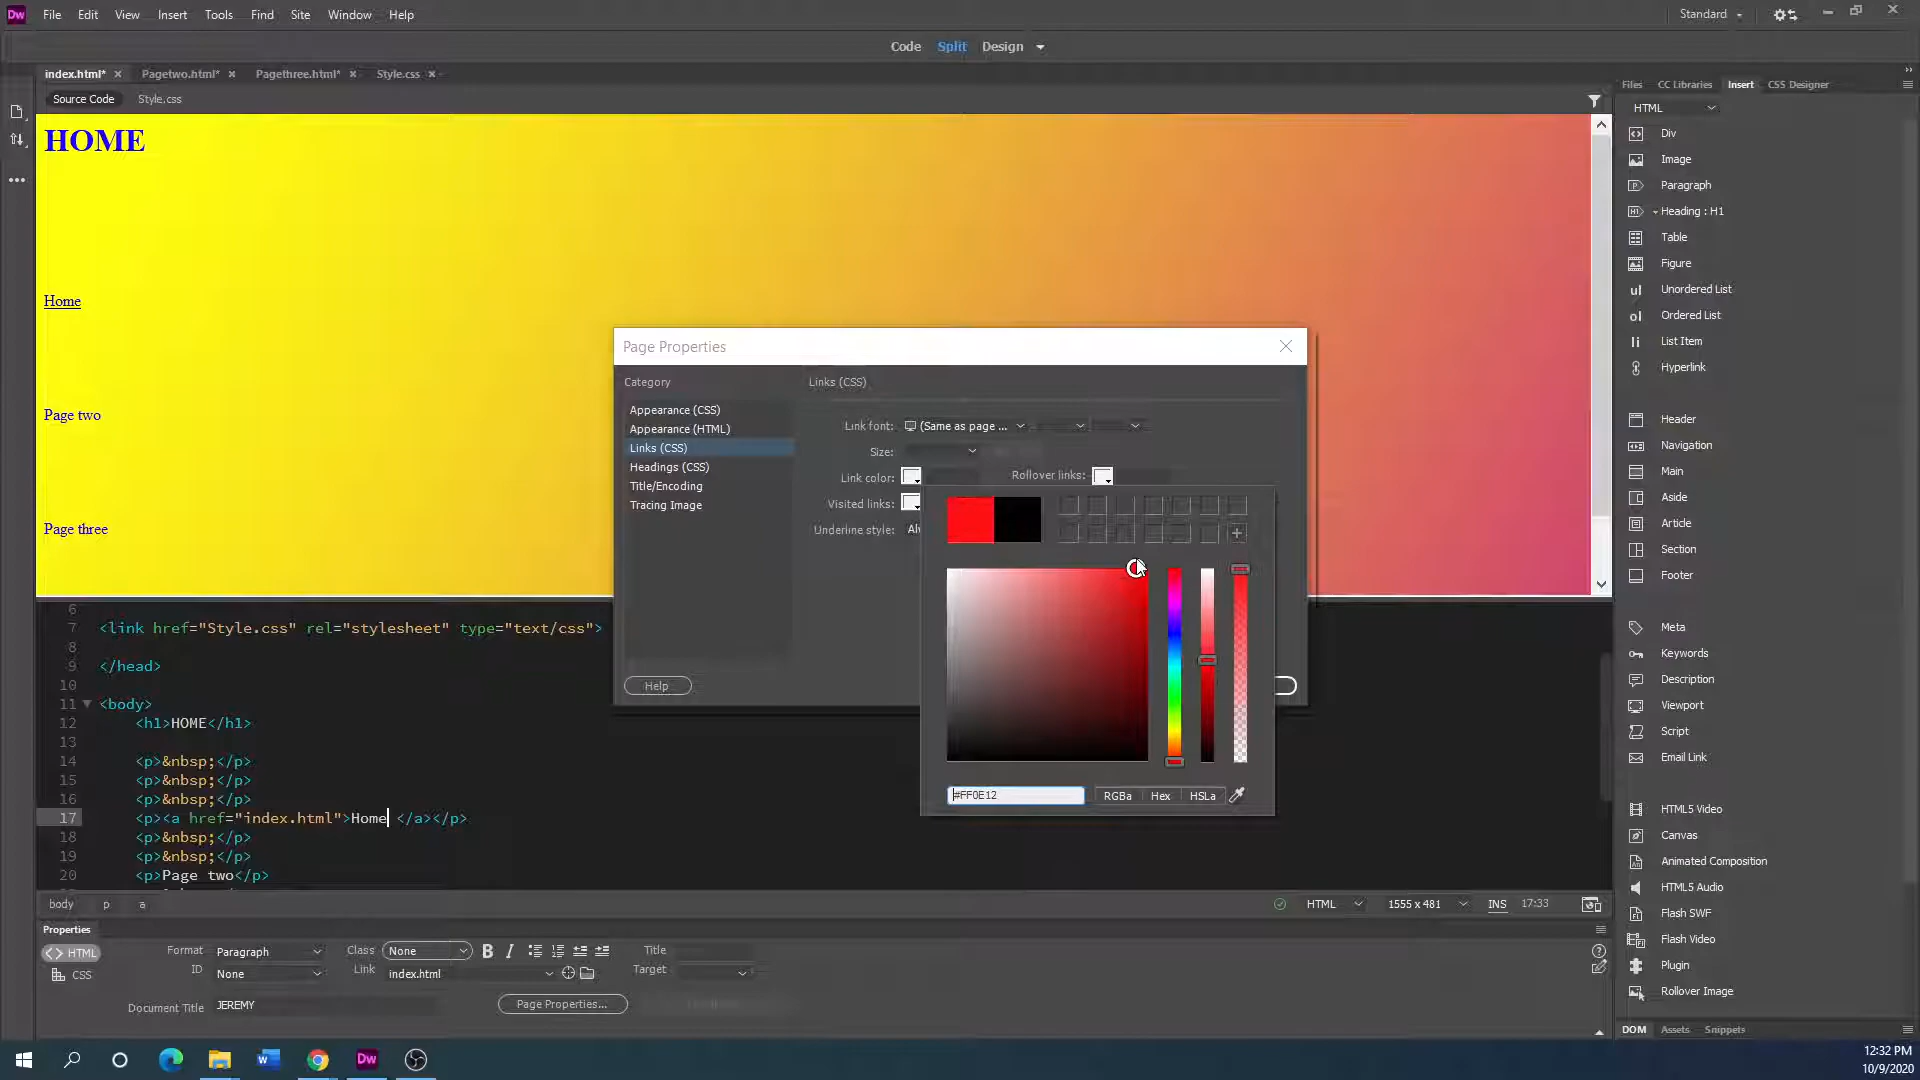 Dw File Edit View Insert Tools Find Site Window Help Standard
Code Split Design
index.html* Pagetwo.html* Pagethree.html* Style.css
Source Code Style.css
HOME
Home
Page two
Page three
Page Properties
Category
Appearance (CSS)
Appearance (HTML)
Links (CSS)
Headings (CSS)
Title/Encoding
Tracing Image
Links (CSS)
Link font: (Same as page ...
Size:
Link color: Rollover links:
Visited links:
Underline style: Al
Help
#FF0E12 RGBa Hex HSLa
6
7 <link href="Style.css" rel="stylesheet" type="text/css">
8
9 </head>
10
11 <body>
12 <h1>HOME</h1>
13
14 <p>&nbsp;</p>
15 <p>&nbsp;</p>
16 <p>&nbsp;</p>
17 <p><a href="index.html">Home </a></p>
18 <p>&nbsp;</p>
19 <p>&nbsp;</p>
20 <p>Page two</p>
body p a HTML 1555 x 481 INS 17:33
Properties
<> HTML Format Paragraph Class None B I Title
CSS ID None Link index.html Target
Document Title JEREMY Page Properties...
Files CC Libraries Insert CSS Designer
HTML
Div
Image
Paragraph
Heading : H1
Table
Figure
ul Unordered List
ol Ordered List
li List Item
Hyperlink
Header
Navigation
Main
Aside
Article
Section
Footer
Meta
Keywords
Description
Viewport
Script
Email Link
HTML5 Video
Canvas
Animated Composition
HTML5 Audio
Flash SWF
Flash Video
Plugin
Rollover Image
DOM Assets Snippets
Dw
12:32 PM
10/9/2020